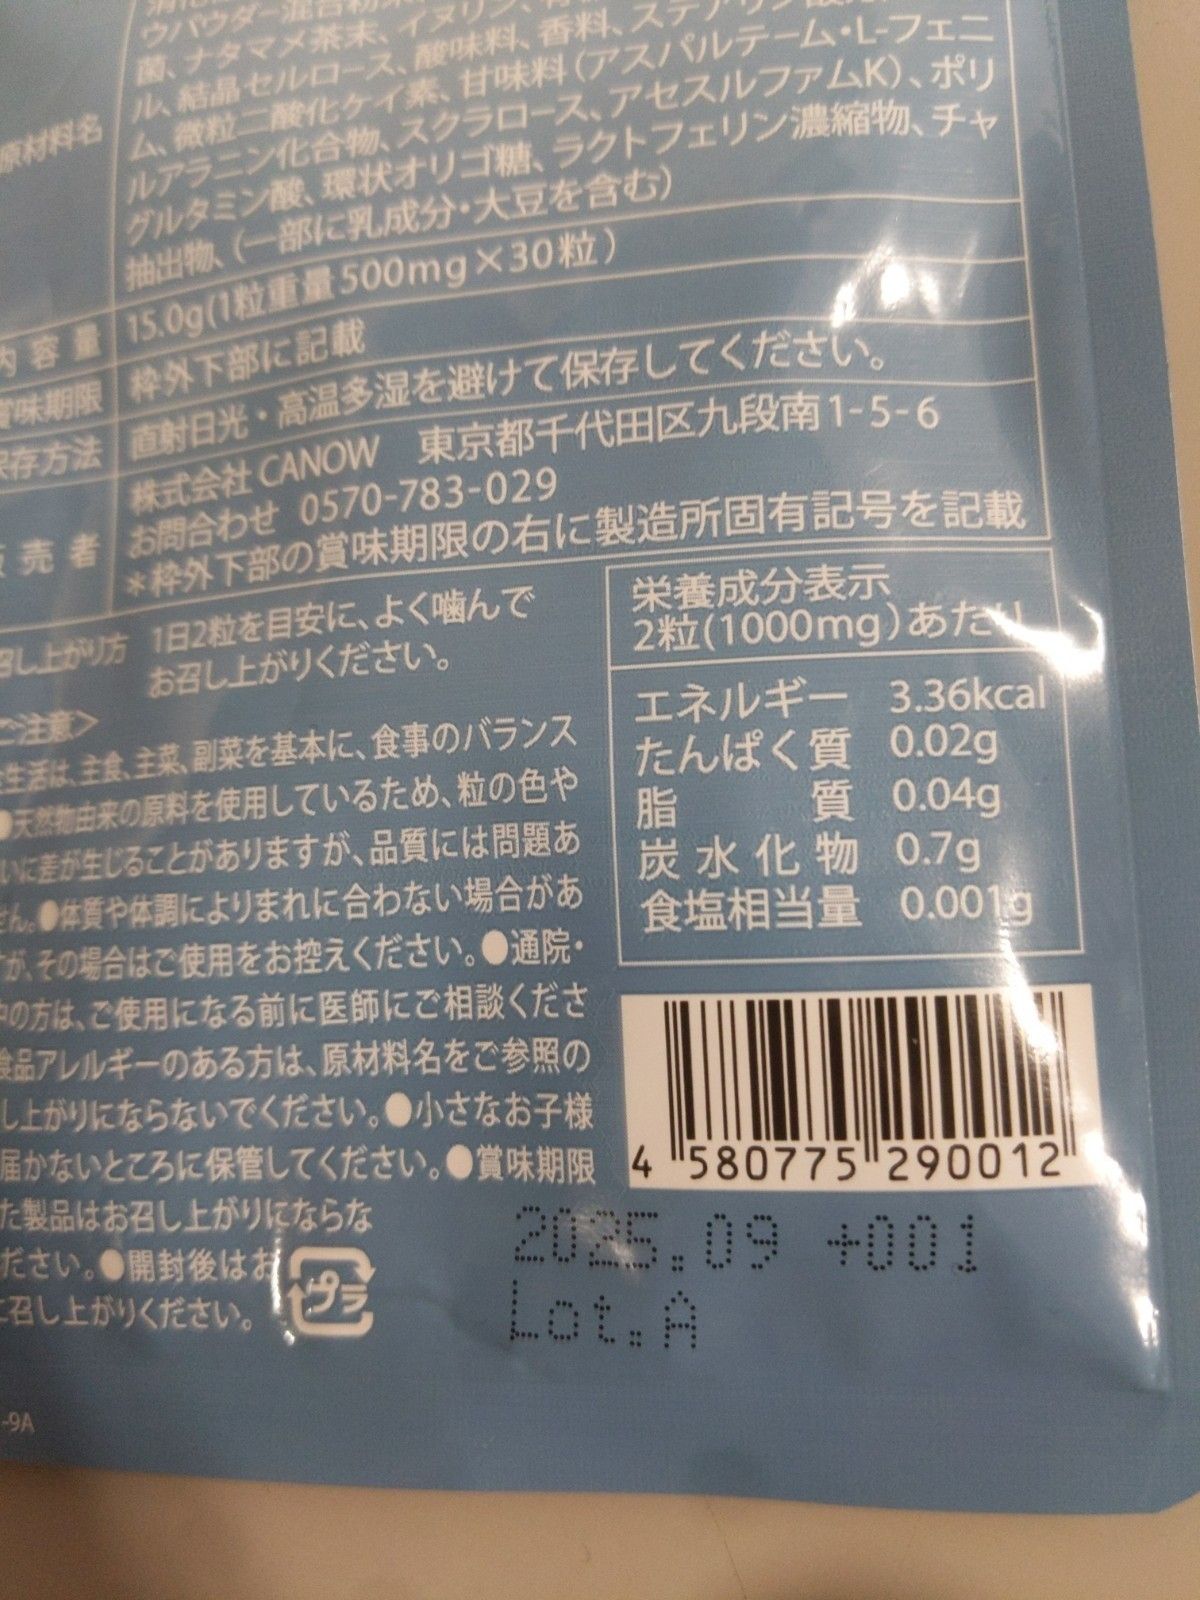 ウパウダー混合粉末
菌、ナタマメ茶末、イヌリン、
ル、結晶セルロース、酸味料、香料、ステアリン酸
ム、微粒二酸化ケイ素、甘味料(アスパルテーム・L-フェニ
ルアラニン化合物、スクラロース、アセスルファムK)、ポリ
グルタミン酸、環状オリゴ糖、ラクトフェリン濃縮物、チャ
抽出物、(一部に乳成分・大豆を含む)
原材料名
内容量 15.0g(1粒重量500mg×30粒)
賞味期限 枠外下部に記載
保存方法 直射日光・高温多湿を避けて保存してください。
販売者 株式会社CANOW 東京都千代田区九段南1-5-6
お問合わせ 0570-783-029
*枠外下部の賞味期限の右に製造所固有記号を記載
召し上がり方 1日2粒を目安に、よく噛んで
お召し上がりください。
ご注意>
生活は、主食、主菜、副菜を基本に、食事のバランス
●天然物由来の原料を使用しているため、粒の色や
いに差が生じることがありますが、品質には問題あ
せん。●体質や体調によりまれに合わない場合があ
すが、その場合はご使用をお控えください。●通院・
中の方は、ご使用になる前に医師にご相談くださ
食品アレルギーのある方は、原材料名をご参照の
し上がりにならないでください。●小さなお子様
届かないところに保管してください。●賞味期限
た製品はお召し上がりにならな
ださい。●開封後はお
に召し上がりください。
プラ
-9A
栄養成分表示
2粒(1000mg)あたり
エネルギー 3.36kcal
たんぱく質 0.02g
脂質 0.04g
炭水化物 0.7g
食塩相当量 0.001g
4 580775 290012
2025.09 +001
Lot.A